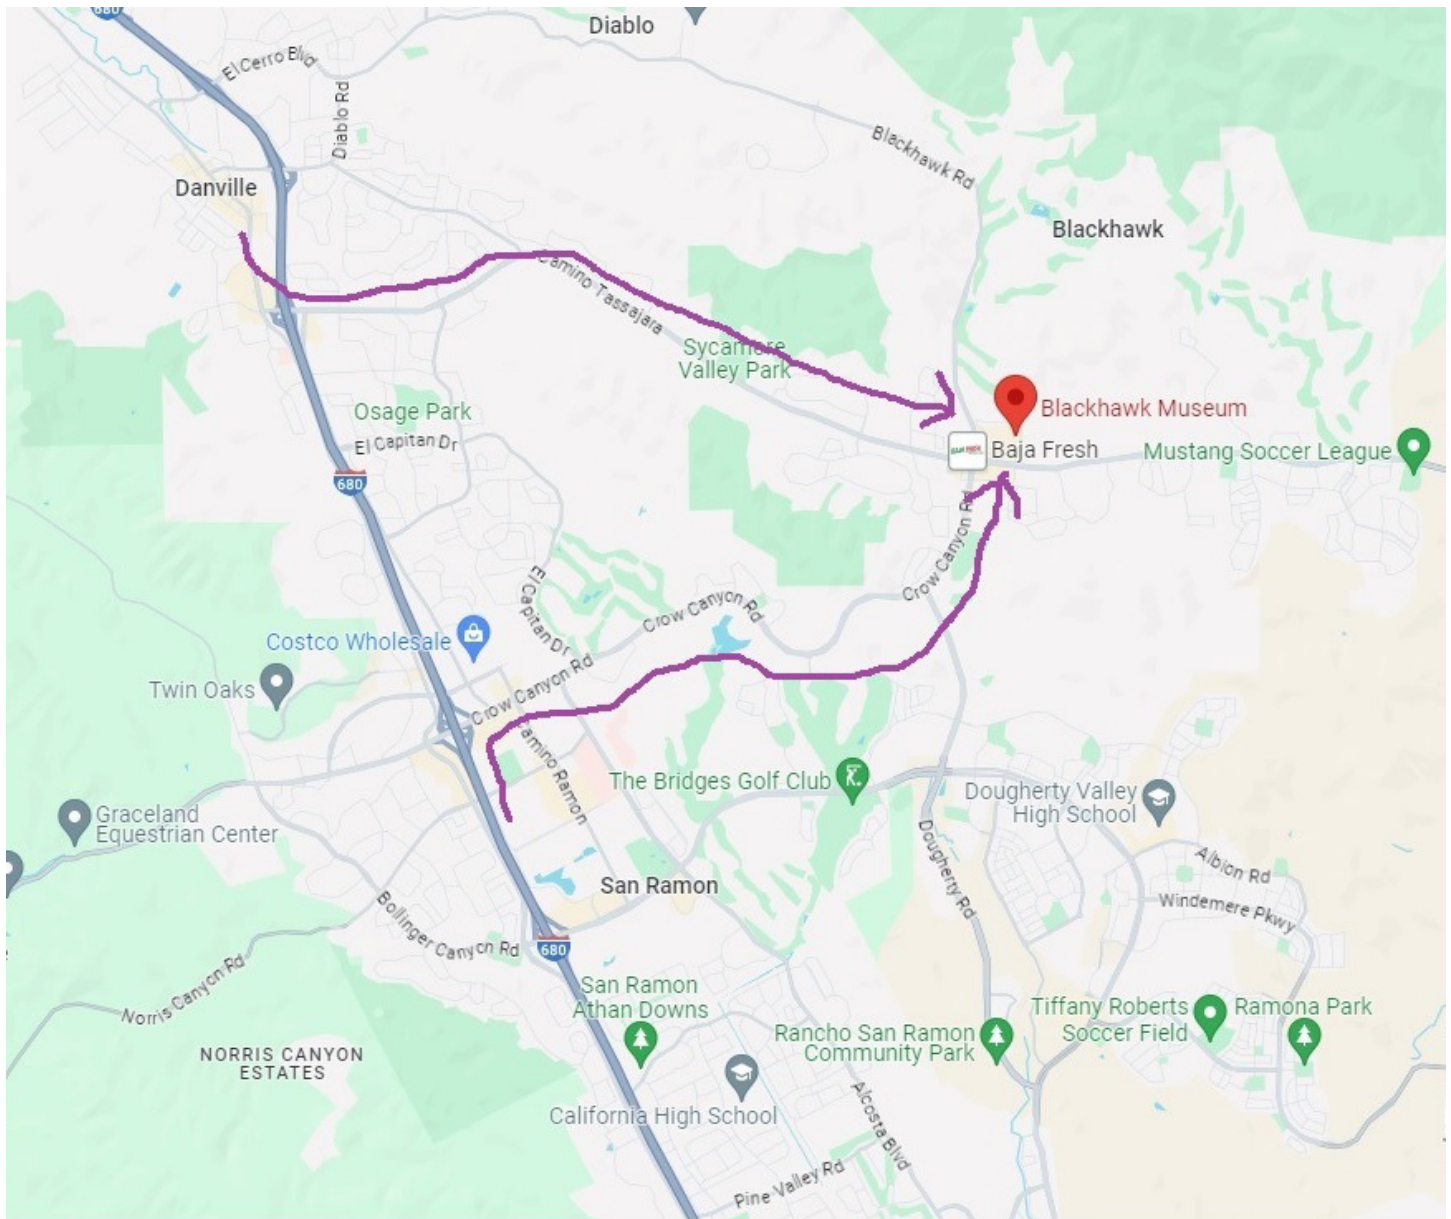 680
Diablo
El Cerro Blvd
Diablo Rd
Blackhawk Rd
Danville
Blackhawk
Camino Tassajara
Sycamore
Valley Park
Blackhawk Museum
Osage Park
El Capitan Dr
Baja Fresh
Mustang Soccer League
680
Crow Canyon Rd
El Capitan Dr
Crow Canyon Rd
Costco Wholesale
Twin Oaks
Crow Canyon Rd
Camino Ramon
The Bridges Golf Club
Dougherty Valley
High School
Graceland
Equestrian Center
Dougherty Rd
Albion Rd
San Ramon
Windemere Pkwy
Bollinger Canyon Rd
680
Norris Canyon Rd
San Ramon
Athan Downs
Tiffany Roberts
Soccer Field
Ramona Park
Rancho San Ramon
Community Park
NORRIS CANYON
ESTATES
California High School
Alcosta Blvd
Pine Valley Rd